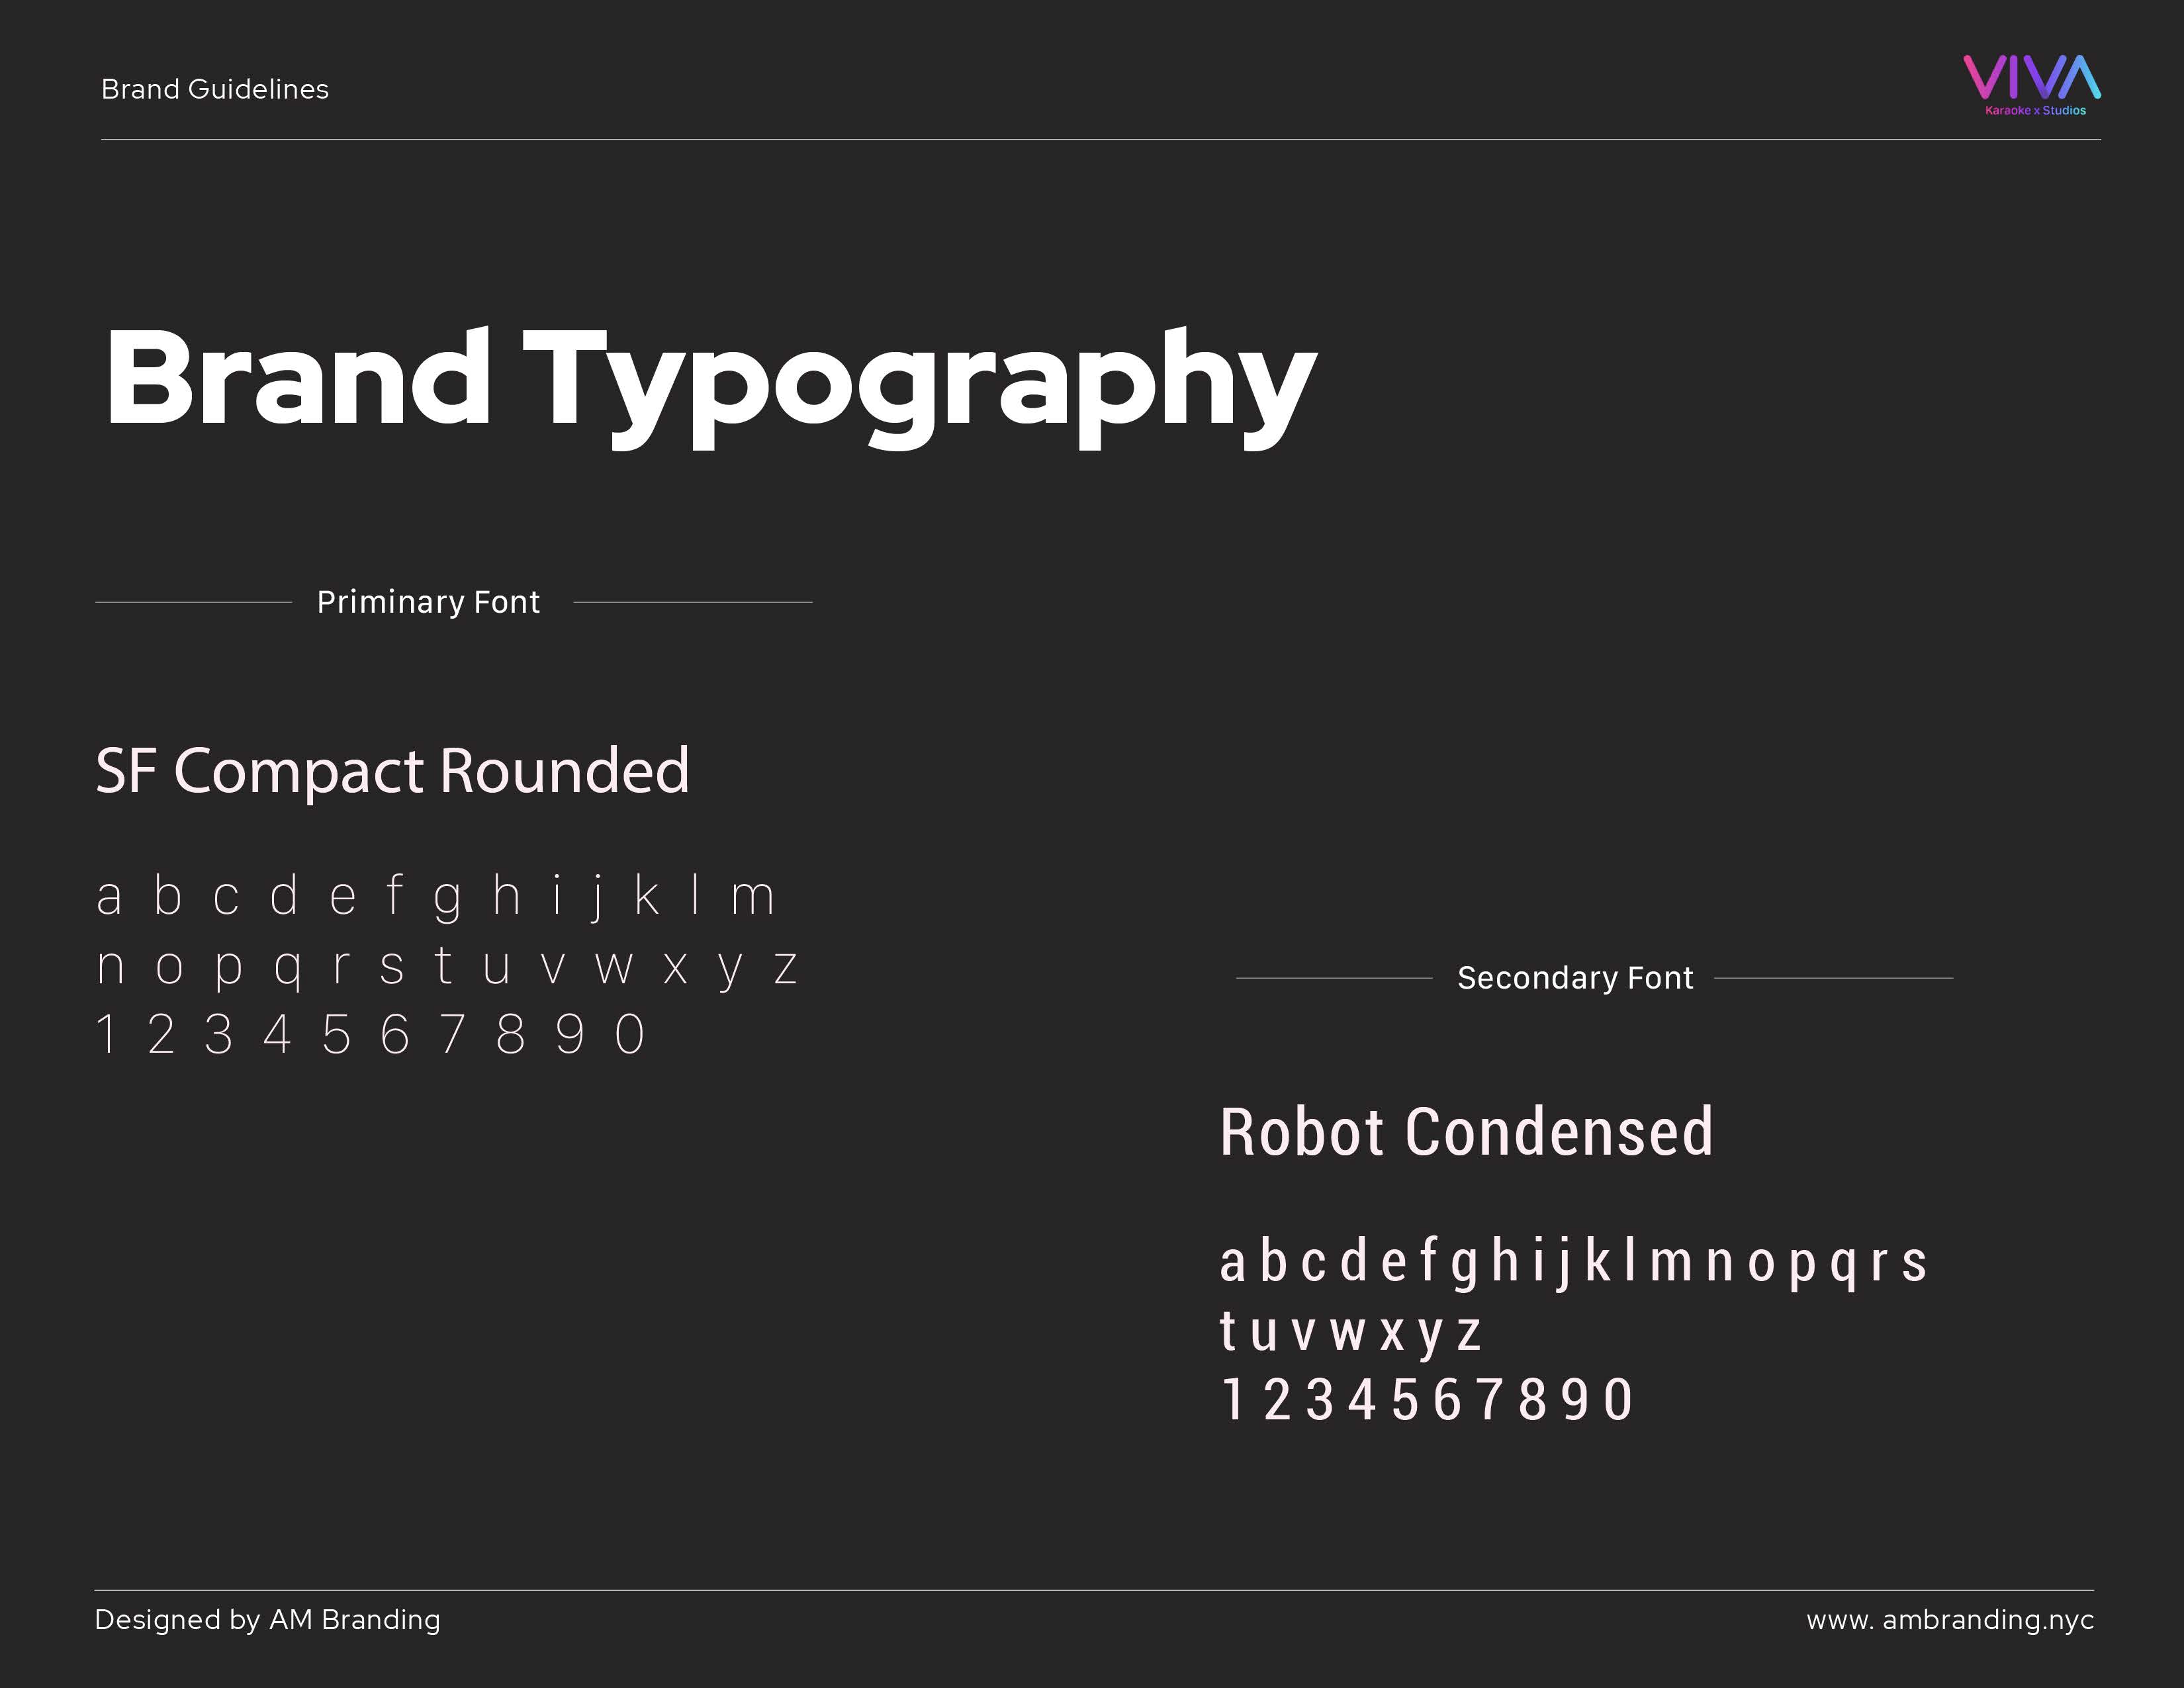 Brand Guidelines
VIVA
Karaoke x Studios
Brand Typography
Priminary Font
SF Compact Rounded
a b c d e f g h i j k l m
n o p q r s t u v w x y z
1 2 3 4 5 6 7 8 9 0
Secondary Font
Robot Condensed
a b c d e f g h i j k l m n o p q r s
t u v w x y z
1 2 3 4 5 6 7 8 9 0
Designed by AM Branding
www. ambranding.nyc